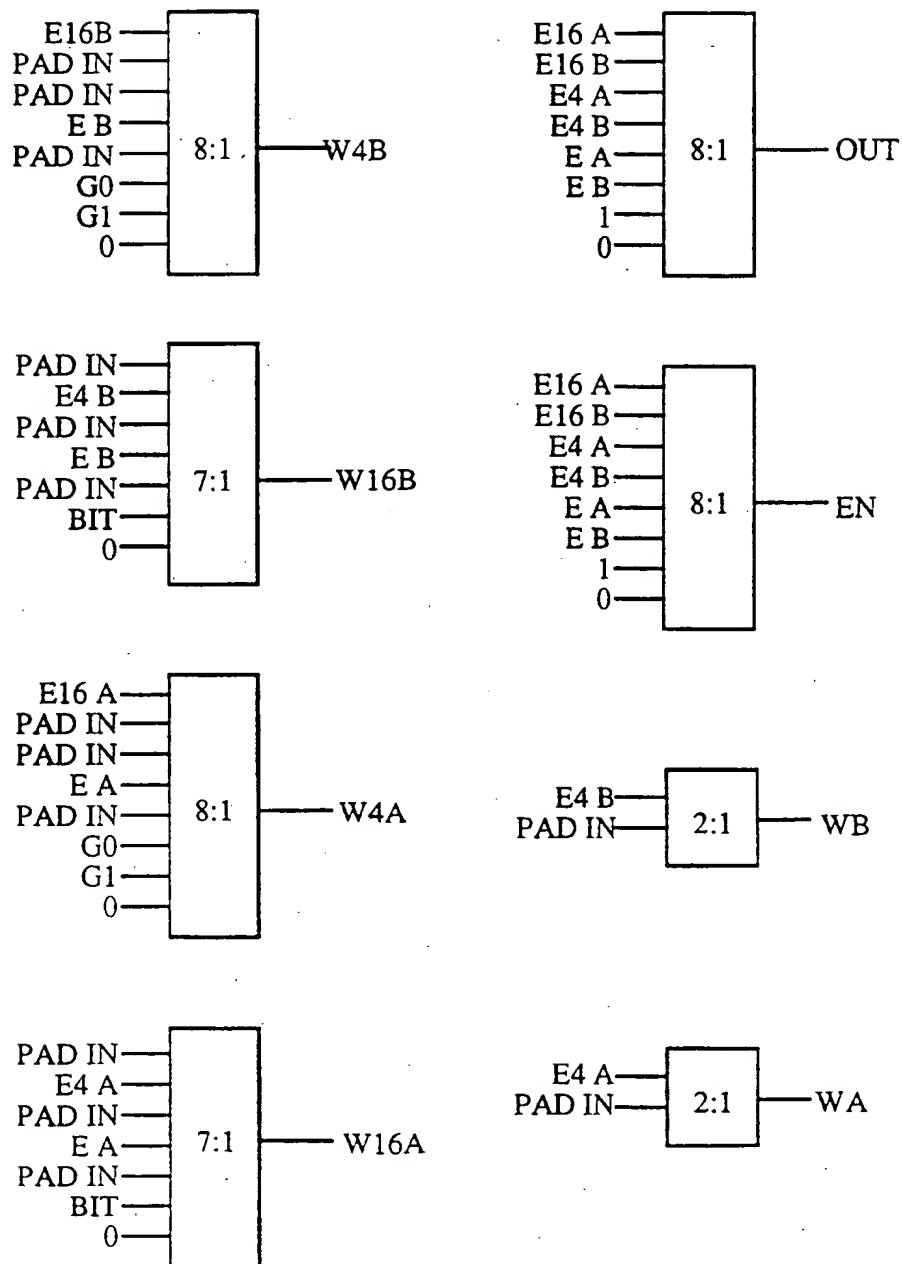 E16B
PAD IN
PAD IN
E B
PAD IN
G0
G1
0
8:1
W4B
E16 A
E16 B
E4 A
E4 B
E A
E B
1
0
8:1
OUT
PAD IN
E4 B
PAD IN
E B
PAD IN
BIT
0
7:1
W16B
E16 A
E16 B
E4 A
E4 B
E A
E B
1
0
8:1
EN
E16 A
PAD IN
PAD IN
E A
PAD IN
G0
G1
0
8:1
W4A
E4 B
PAD IN
2:1
WB
PAD IN
E4 A
PAD IN
E A
PAD IN
BIT
0
7:1
W16A
E4 A
PAD IN
2:1
WA